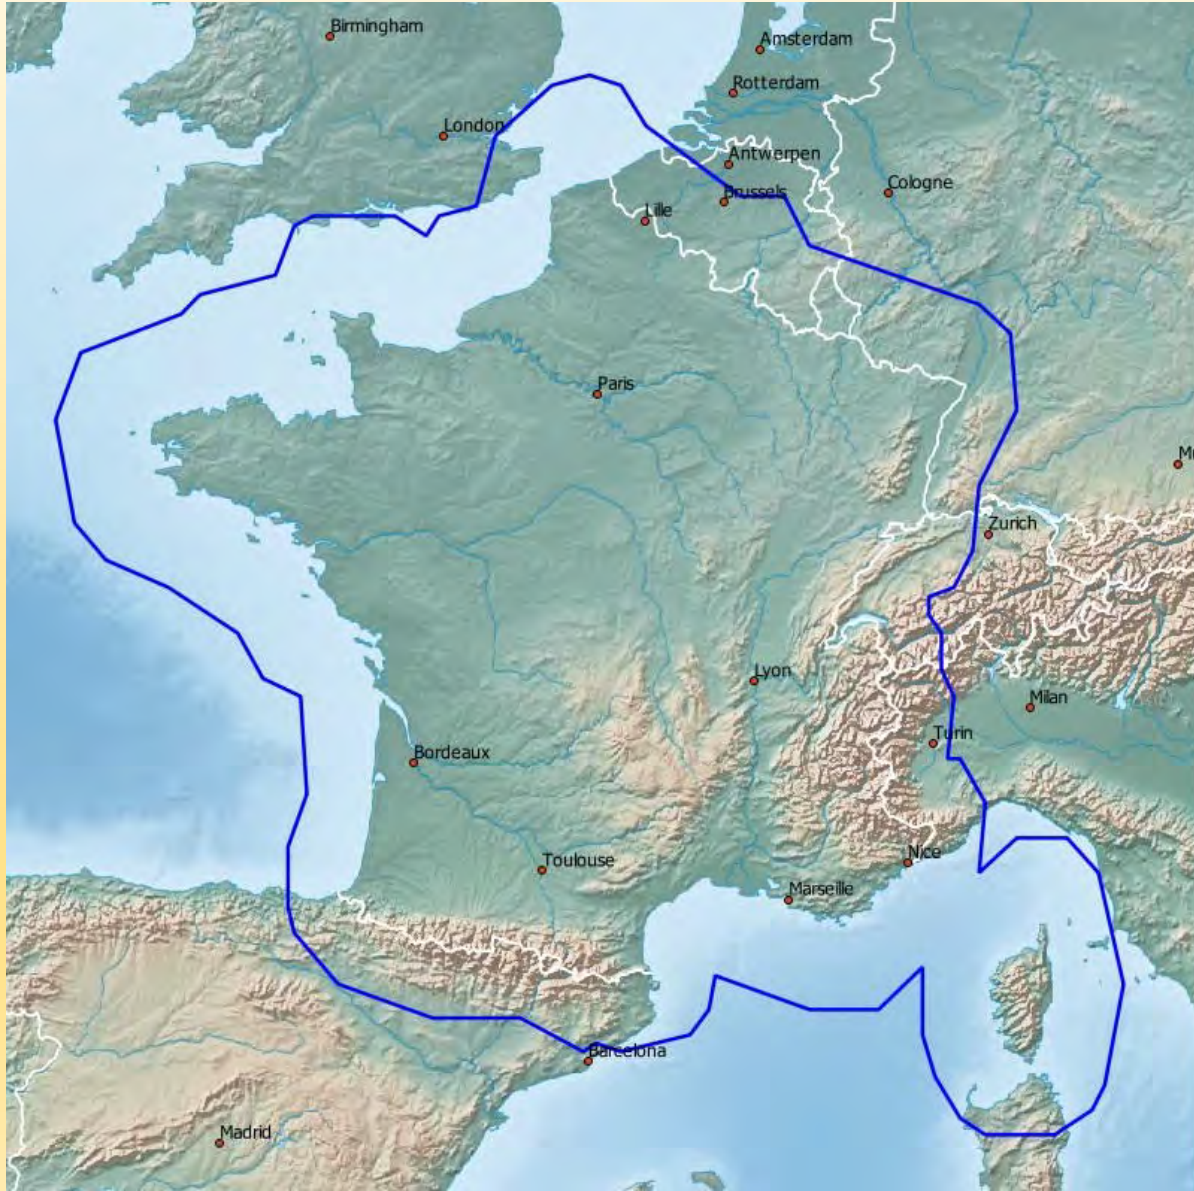 Birmingham
Amsterdam
Rotterdam
London
Antwerpen
Cologne
Brussels
Lille
Paris
Zurich
Lyon
Milan
Turin
Bordeaux
Nice
Toulouse
Marseille
Barcelona
Madrid